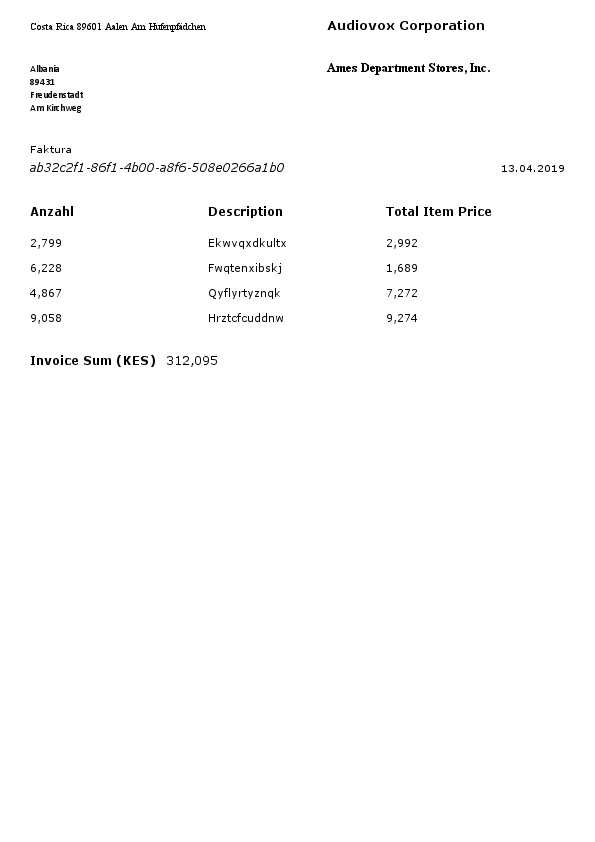 Costa Rica 89601 Aalen Am Hufenpfädchen
Audiovox Corporation
Albania
89431
Freudenstadt
Am Kirchweg
Ames Department Stores, Inc.
Faktura
ab32c2f1-86f1-4b00-a8f6-508e0266a1b0
13.04.2019
Anzahl Description Total Item Price
2,799 Ekwvqxdkultx 2,992
6,228 Fwqtenxibskj 1,689
4,867 Qyflyrtyznqk 7,272
9,058 Hrztcfcuddnw 9,274
Invoice Sum (KES) 312,095